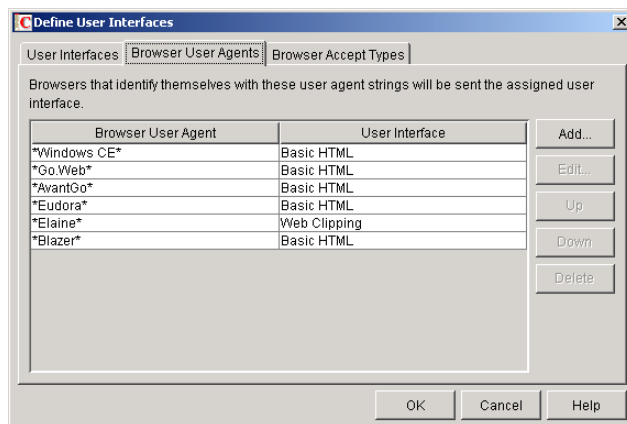 Define User Interfaces
User Interfaces Browser User Agents Browser Accept Types
Browsers that identify themselves with these user agent strings will be sent the assigned user
interface.
Browser User Agent User Interface
*Windows CE* Basic HTML
*Go.Web* Basic HTML
*AvantGo* Basic HTML
*Eudora* Basic HTML
*Elaine* Web Clipping
*Blazer* Basic HTML
Add...
Edit...
Up
Down
Delete
OK Cancel Help